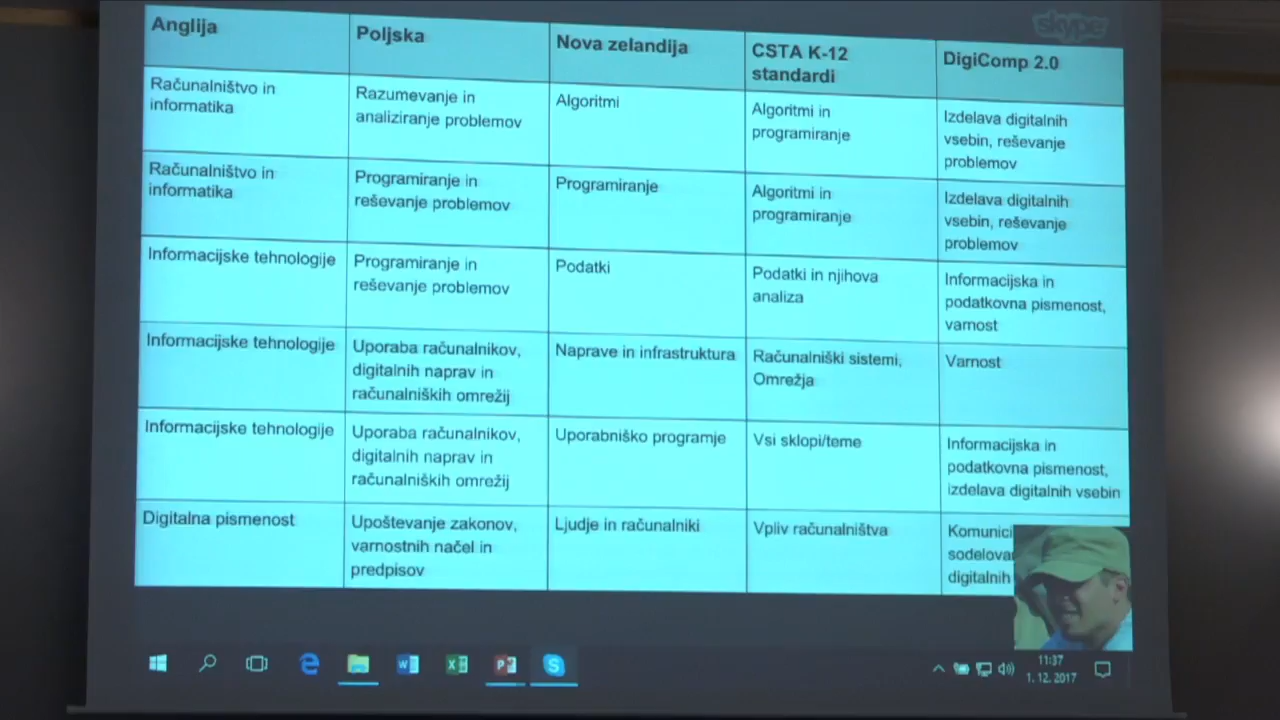 skype
Anglija
Poljska
Nova zelandija
CSTA K-12
standardi
DigiComp 2.0
Računalništvo in
informatika
Razumevanje in
analiziranje problemov
Algoritmi
Algoritmi in
programiranje
Izdelava digitalnih
vsebin, reševanje
problemov
Računalništvo in
informatika
Programiranje in
reševanje problemov
Programiranje
Algoritmi in
programiranje
Izdelava digitalnih
vsebin, reševanje
problemov
Informacijske tehnologije
Programiranje in
reševanje problemov
Podatki
Podatki in njihova
analiza
Informacijska in
podatkovna pismenost,
varnost
Informacijske tehnologije
Uporaba računalnikov,
digitalnih naprav in
računalniških omrežij
Naprave in infrastruktura
Računalniški sistemi,
Omrežja
Varnost
Informacijske tehnologije
Uporaba računalnikov,
digitalnih naprav in
računalniških omrežij
Uporabniško programje
Vsi sklopi/teme
Informacijska in
podatkovna pismenost,
izdelava digitalnih vsebin
Digitalna pismenost
Upoštevanje zakonov,
varnostnih načel in
predpisov
Ljudje in računalniki
Vpliv računalništva
Komunici
sodelova
digitalnih
11:37
1. 12. 2017